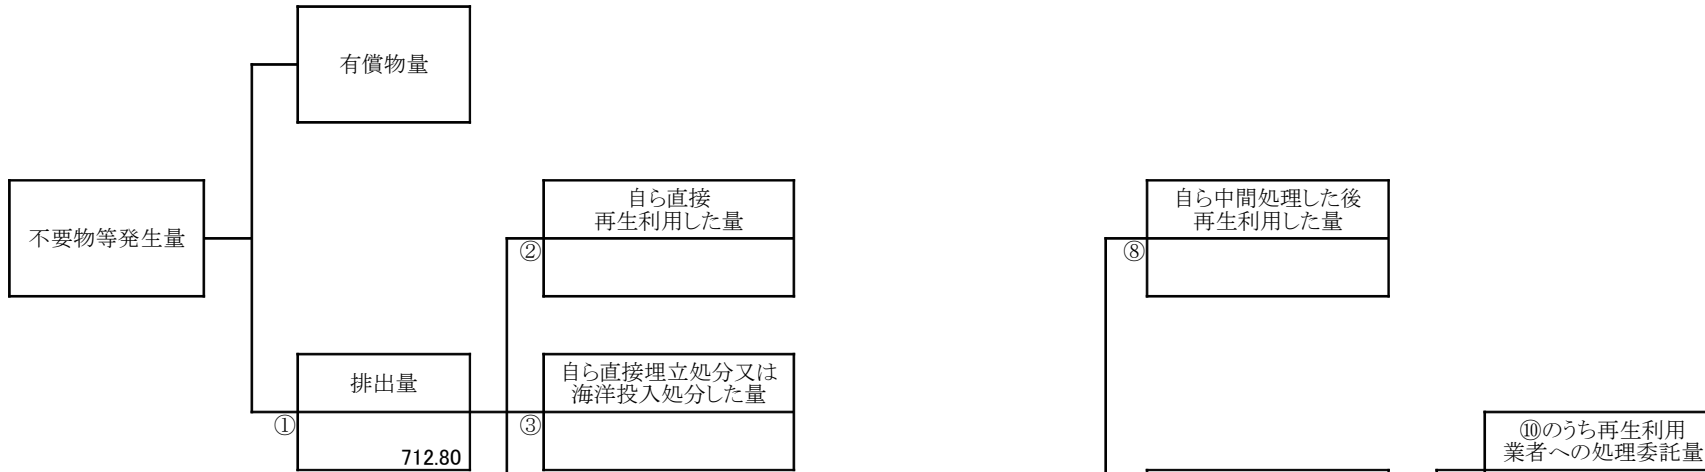 有償物量
不要物等発生量
自ら直接
再生利用した量
②
自ら中間処理した後
再生利用した量
⑧
排出量
①
712.80
自ら直接埋立処分又は
海洋投入処分した量
③
⑩のうち再生利用
業者への処理委託量